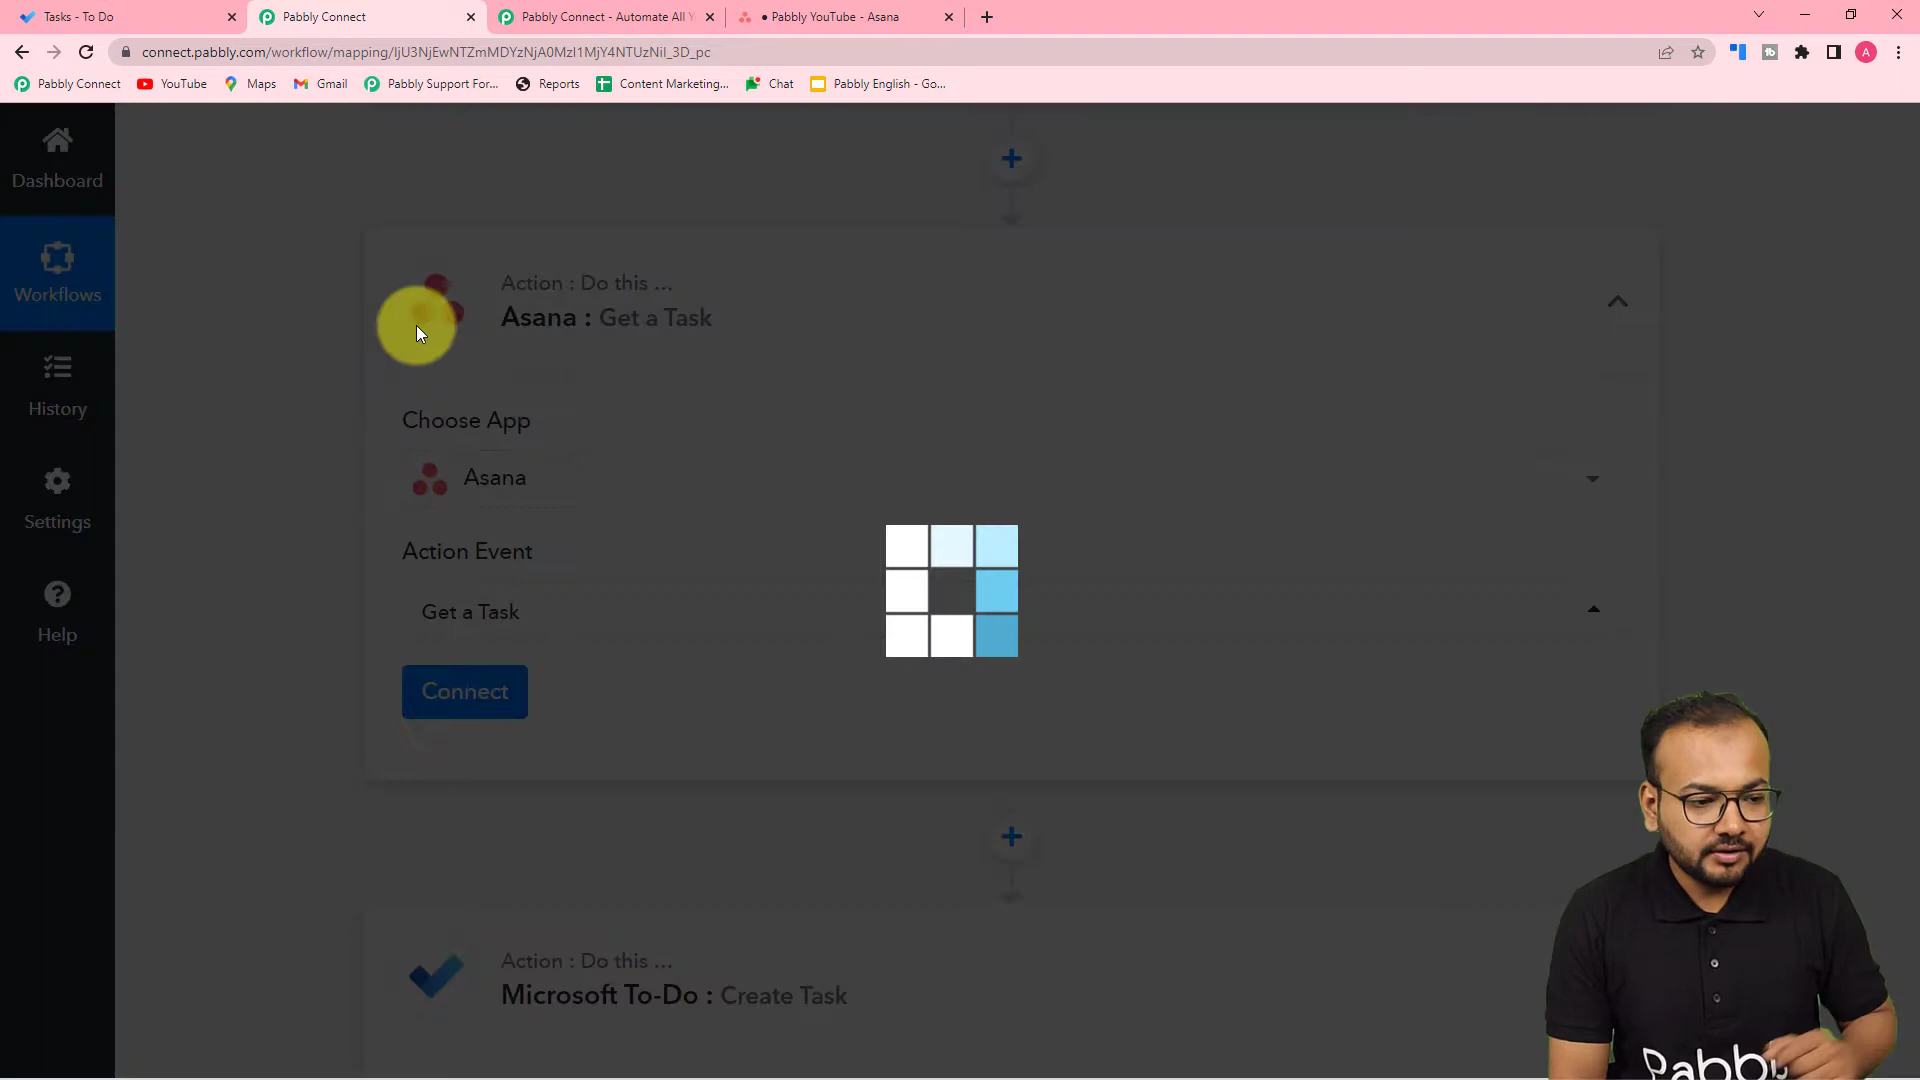 Tasks - To Do
Pabbly Connect
Pabbly Connect - Automate All Y
• Pabbly YouTube - Asana
connect.pabbly.com/workflow/mapping/IjU3NjEwNTZmMDYzNjA0MzI1MjY4NTUzNiI_3D_pc
A
Pabbly Connect
YouTube
Maps
Gmail
Pabbly Support For...
Reports
Content Marketing...
Chat
Pabbly English - Go...
Dashboard
Workflows
History
Settings
Help
Action : Do this ...
Asana : Get a Task
Choose App
Asana
Action Event
Get a Task
Connect
Action : Do this ...
Microsoft To-Do : Create Task
Pabbly